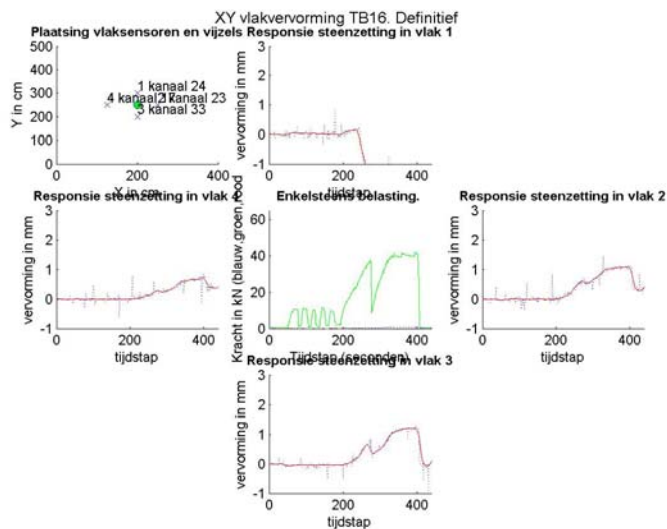 XY vlakvervorming TB16. Definitief
Plaatsing vlaksensoren en vijzels
Y in cm
500
400
300
200
100
0
1 kanaal 24
4 kanaal
kanaal 23
3 kanaal 33
0
200
400
X in cm
Responsie steenzetting in vlak 1
vervorming in mm
3
2
1
0
-1
0
200
400
tijdstap
Responsie steenzetting in vlak 4
vervorming in mm
3
2
1
0
-1
0
200
400
tijdstap
Enkelsteens belasting.
Kracht in kN (blauw,groen,rood
60
40
20
0
0
200
400
Tijdstap (seconden)
Responsie steenzetting in vlak 2
vervorming in mm
3
2
1
0
-1
0
200
400
tijdstap
Responsie steenzetting in vlak 3
vervorming in mm
3
2
1
0
-1
0
200
400
tijdstap